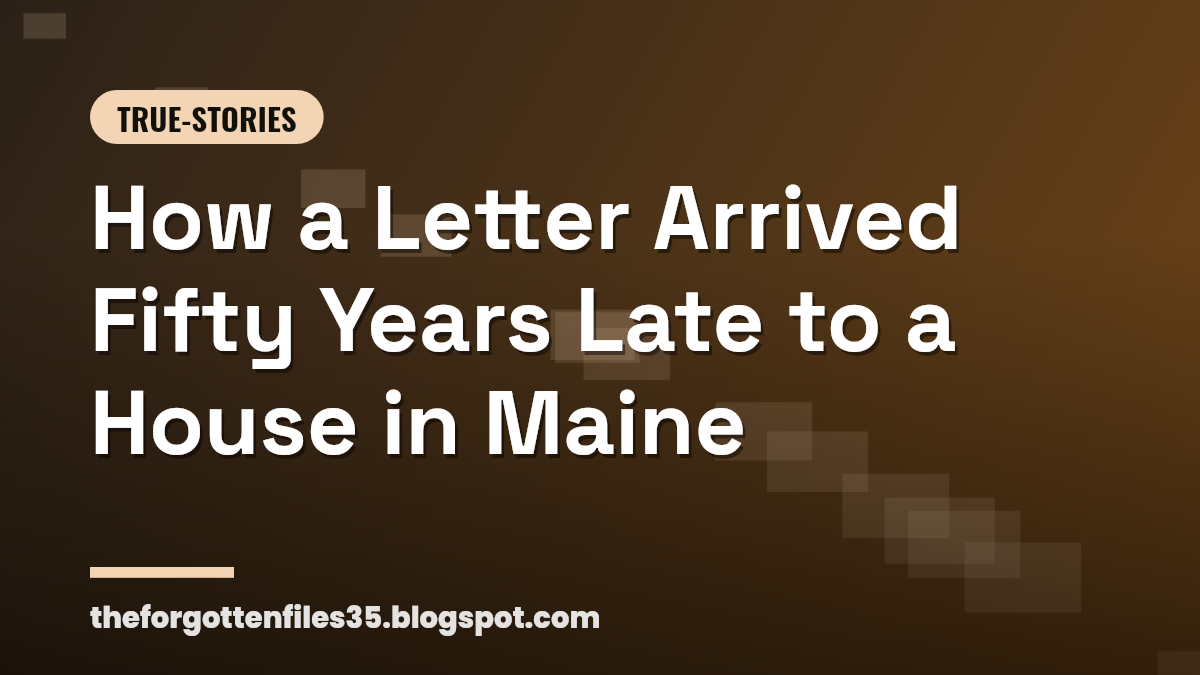 TRUE-STORIES
How a Letter Arrived
Fifty Years Late to a
House in Maine
theforgottenfiles35.blogspot.com